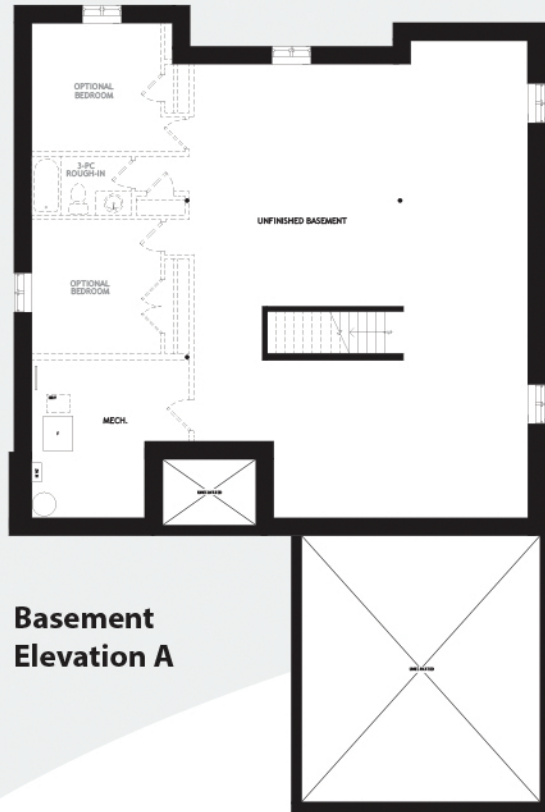 OPTIONAL
BEDROOM
3-PC
ROUGH-IN
UNFINISHED BASEMENT
OPTIONAL
BEDROOM
MECH.
F
Basement
Elevation A